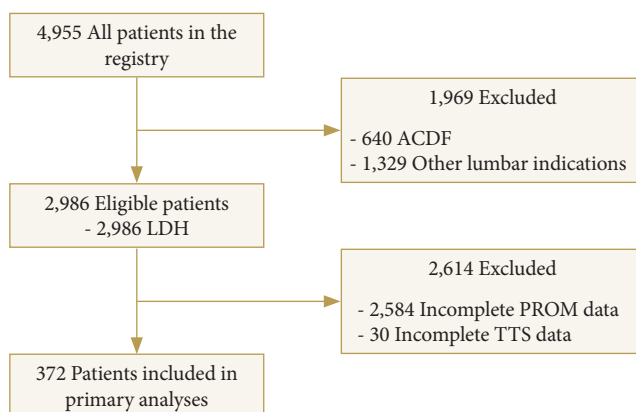 4,955 All patients in the
registry
1,969 Excluded
- 640 ACDF
- 1,329 Other lumbar indications
2,986 Eligible patients
- 2,986 LDH
2,614 Excluded
- 2,584 Incomplete PROM data
- 30 Incomplete TTS data
372 Patients included in
primary analyses